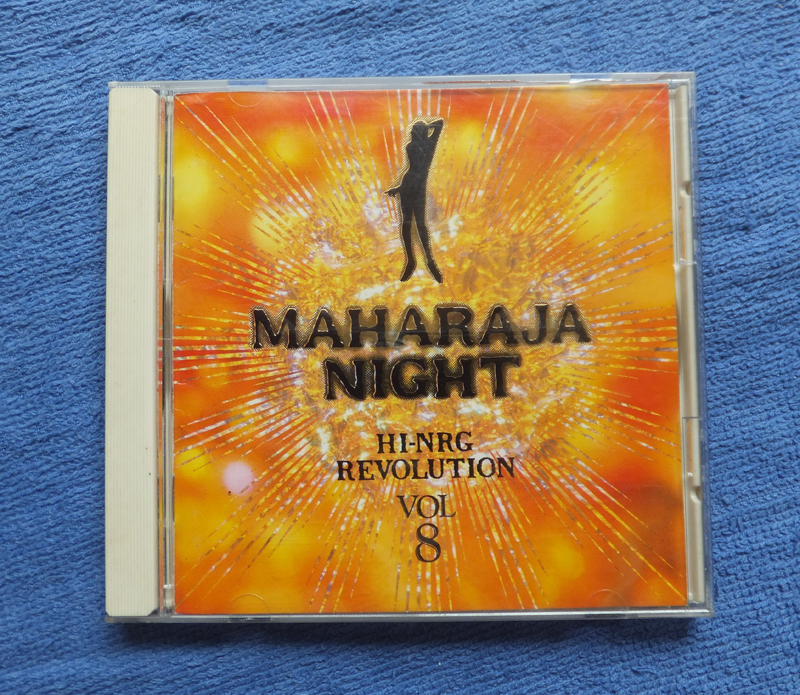 MAHARAJA
NIGHT
HI-NRG
REVOLUTION
VOL
8